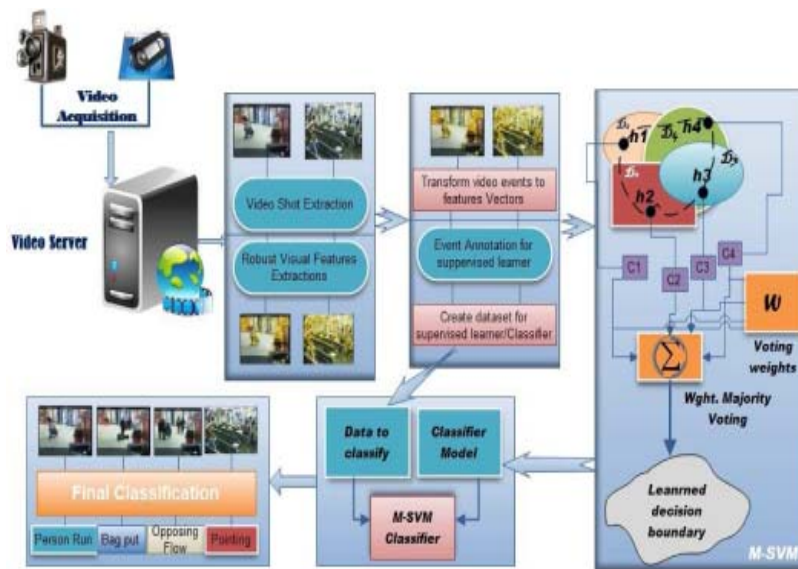 Video
Acquisition
Video Server
Video Shot Extraction
Robust Visual Features
Extractions
Transform video events to
features Vectors
Event Annotation for
suppervised learner
Create dataset for
supervised learner/Classifier
h1
h4
h3
h2
C1
C2
C3
C4
W
Voting
weights
Σ
Wght. Majority
Voting
Leanrned
decision
boundary
M-SVM
Data to
classify
Classifier
Model
M-SVM
Classifier
Final Classification
Person Run
Bag put
Opposing
Flow
Pointing